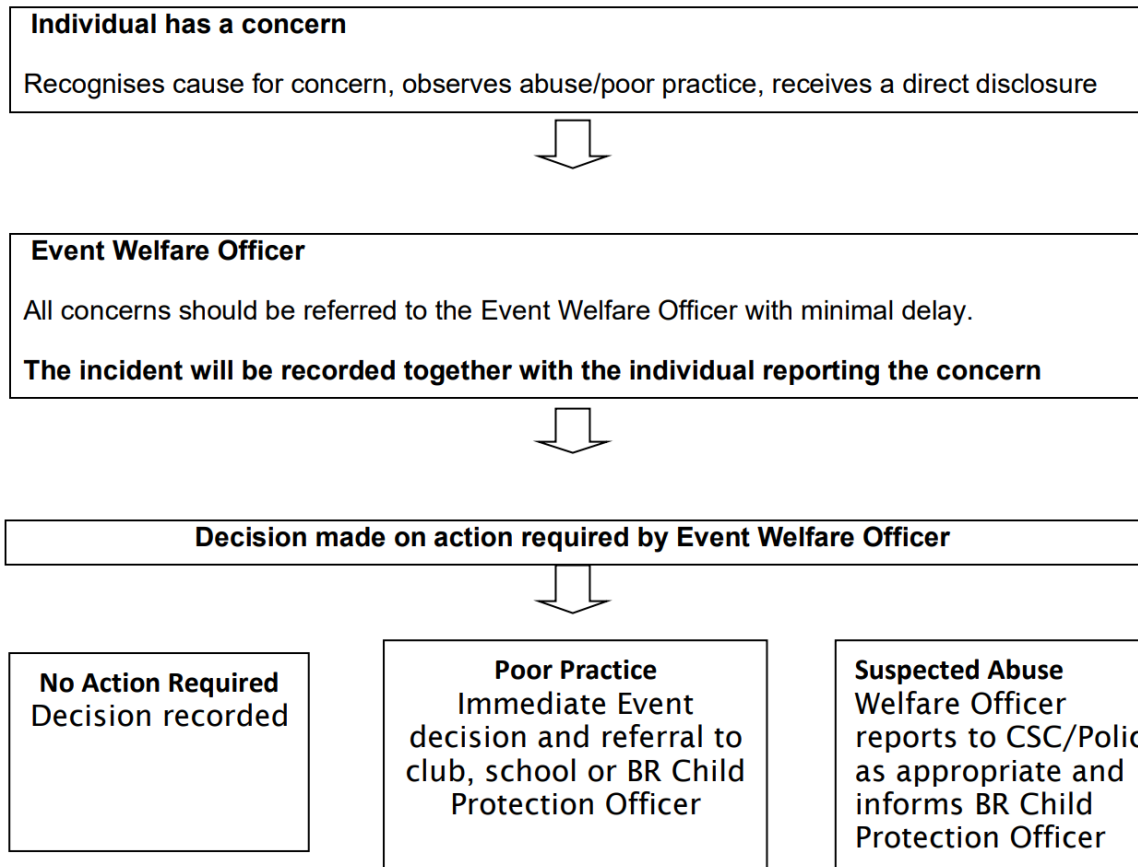 Individual has a concern
Recognises cause for concern, observes abuse/poor practice, receives a direct disclosure
Event Welfare Officer
All concerns should be referred to the Event Welfare Officer with minimal delay.
The incident will be recorded together with the individual reporting the concern
Decision made on action required by Event Welfare Officer
No Action Required
Decision recorded
Poor Practice
Immediate Event
decision and referral to
club, school or BR Child
Protection Officer
Suspected Abuse
Welfare Officer
reports to CSC/Polic
as appropriate and
informs BR Child
Protection Officer